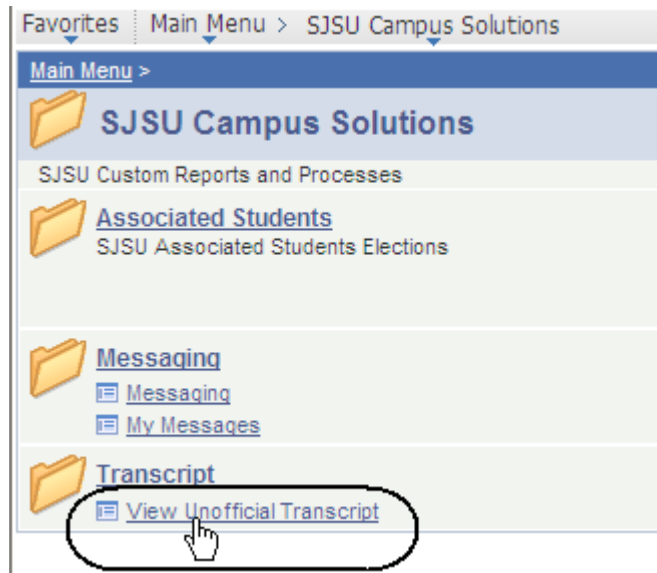 Favorites Main Menu > SJSU Campus Solutions
Main Menu >
SJSU Campus Solutions
SJSU Custom Reports and Processes
Associated Students
SJSU Associated Students Elections
Messaging
Messaging
My Messages
Transcript
View Unofficial Transcript